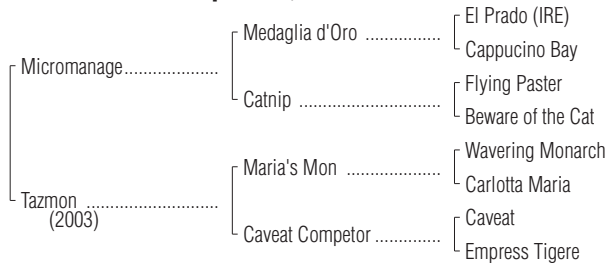 El Prado (IRE)
Medaglia d'Oro ................
Cappucino Bay
Micromanage....................
Flying Paster
Catnip ..............................
Beware of the Cat
Wavering Monarch
Maria's Mon ....................
Carlotta Maria
Tazmon ............................
(2003)
Caveat
Caveat Competor ..............
Empress Tigere